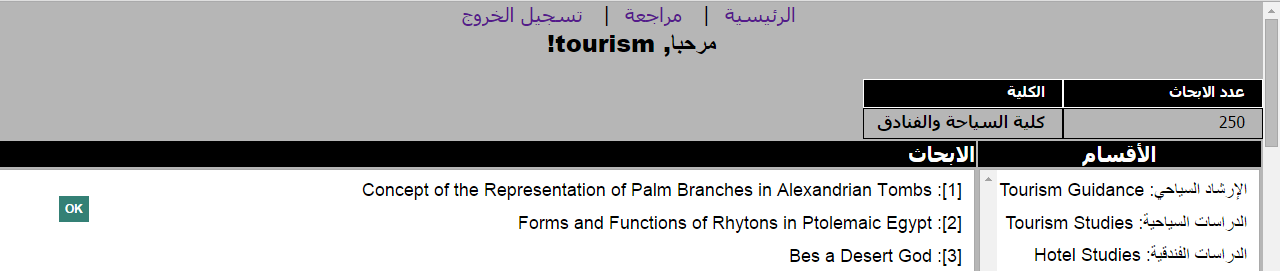 الرئيسية | مراجعة | تسجيل الخروج
مرحبا, tourism!
عدد الابحاث الكلية
250 كلية السياحة والفنادق
الأقسام الابحاث
الإرشاد السياحي: Tourism Guidance
الدراسات السياحية: Tourism Studies
الدراسات الفندقية: Hotel Studies
[1]: Concept of the Representation of Palm Branches in Alexandrian Tombs
OK
[2]: Forms and Functions of Rhytons in Ptolemaic Egypt
[3]: Bes a Desert God